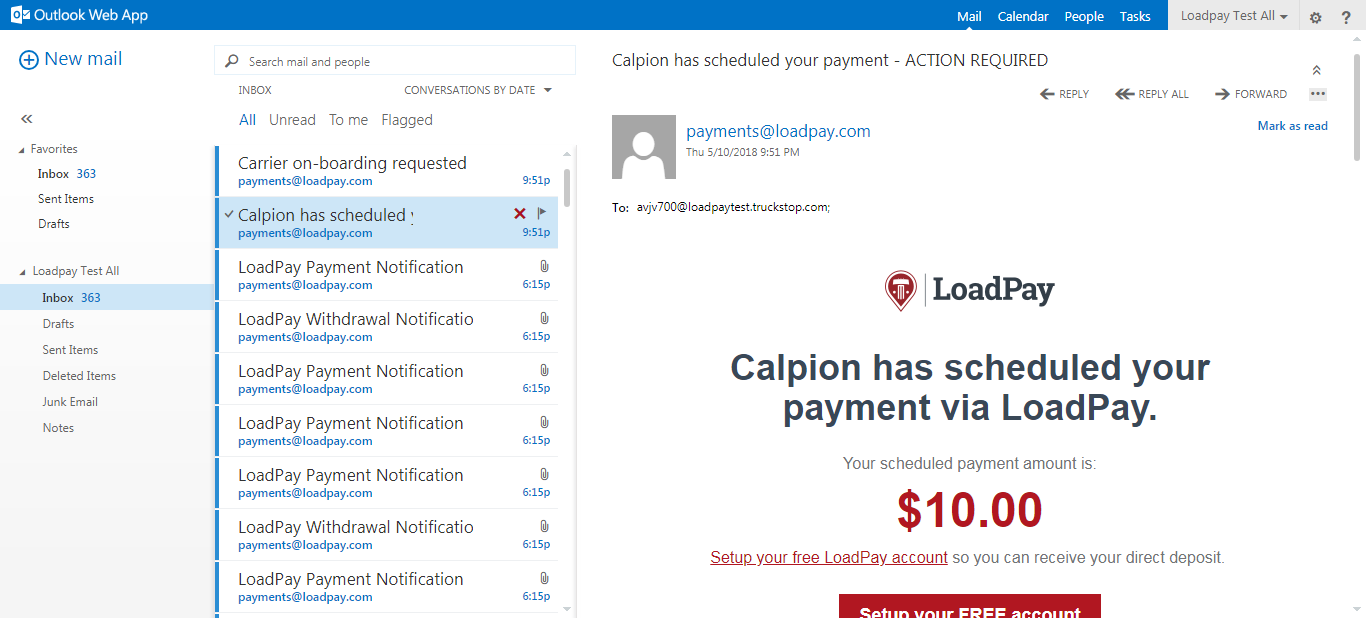 Outlook Web App
Mail Calendar People Tasks Loadpay Test All ?
New mail
Favorites
Inbox 363
Sent Items
Drafts
Loadpay Test All
Inbox 363
Drafts
Sent Items
Deleted Items
Junk Email
Notes
Search mail and people
INBOX CONVERSATIONS BY DATE
All Unread To me Flagged
Carrier on-boarding requested
payments@loadpay.com 9:51p
Calpion has scheduled
payments@loadpay.com 9:51p
LoadPay Payment Notification
payments@loadpay.com 6:15p
LoadPay Withdrawal Notificatio
payments@loadpay.com 6:15p
LoadPay Payment Notification
payments@loadpay.com 6:15p
LoadPay Payment Notification
payments@loadpay.com 6:15p
LoadPay Payment Notification
payments@loadpay.com 6:15p
LoadPay Withdrawal Notificatio
payments@loadpay.com 6:15p
LoadPay Payment Notification
payments@loadpay.com 6:15p
Calpion has scheduled your payment - ACTION REQUIRED
REPLY REPLY ALL FORWARD
payments@loadpay.com
Mark as read
Thu 5/10/2018 9:51 PM
To: avjv700@loadpaytest.truckstop.com;
LoadPay
Calpion has scheduled your
payment via LoadPay.
Your scheduled payment amount is:
$10.00
Setup your free LoadPay account so you can receive your direct deposit.
Setup your FREE account